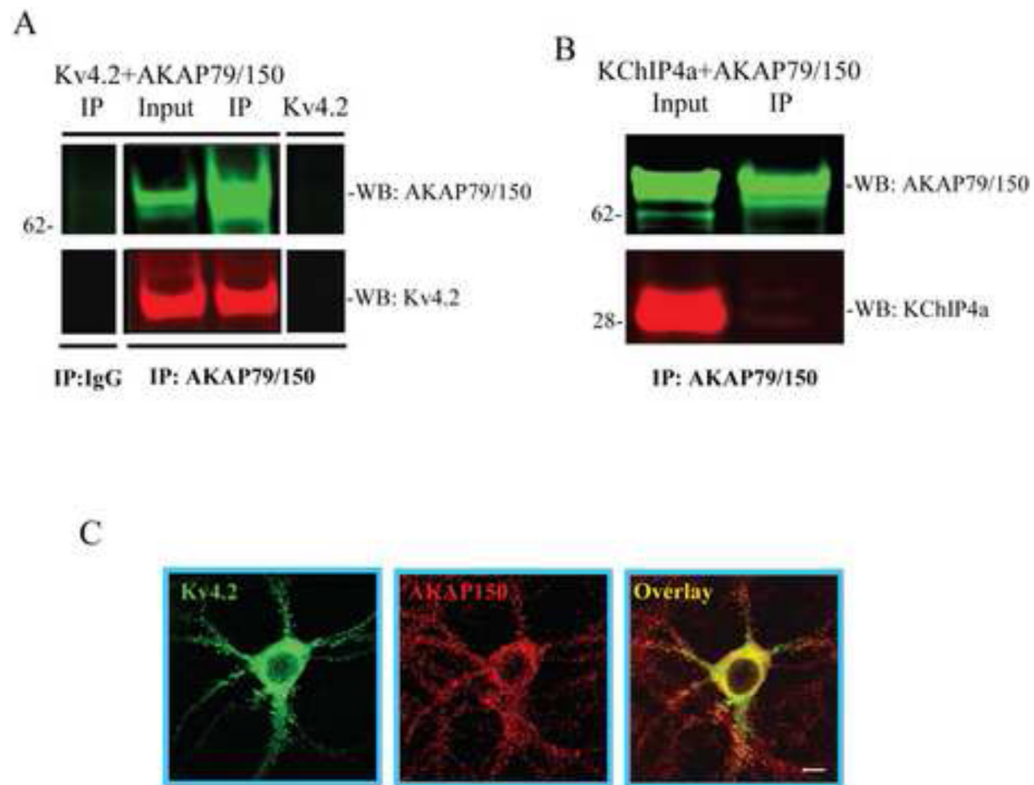 A
Kv4.2+AKAP79/150
IP Input IP Kv4.2
-WB: AKAP79/150
62-
-WB: Kv4.2
IP:IgG IP: AKAP79/150
B
KChIP4a+AKAP79/150
Input IP
-WB: AKAP79/150
62-
-WB: KChIP4a
28-
IP: AKAP79/150
C
Kv4.2 AKAP150 Overlay